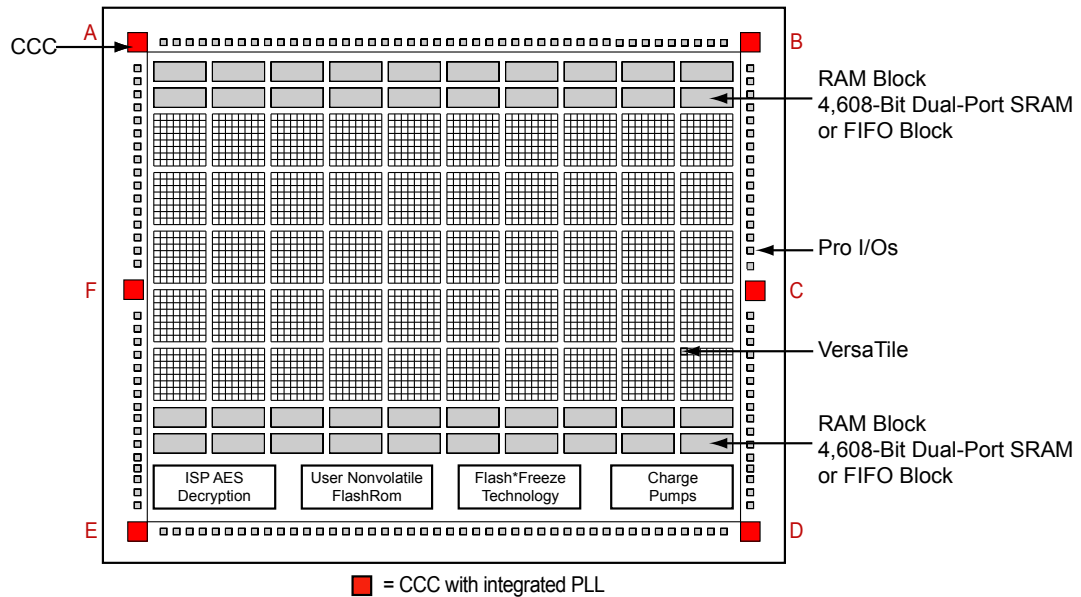 A
CCC
B
RAM Block
4,608-Bit Dual-Port SRAM
or FIFO Block
Pro I/Os
F
C
VersaTile
RAM Block
4,608-Bit Dual-Port SRAM
or FIFO Block
ISP AES
Decryption
User Nonvolatile
FlashRom
Flash*Freeze
Technology
Charge
Pumps
E
D
= CCC with integrated PLL